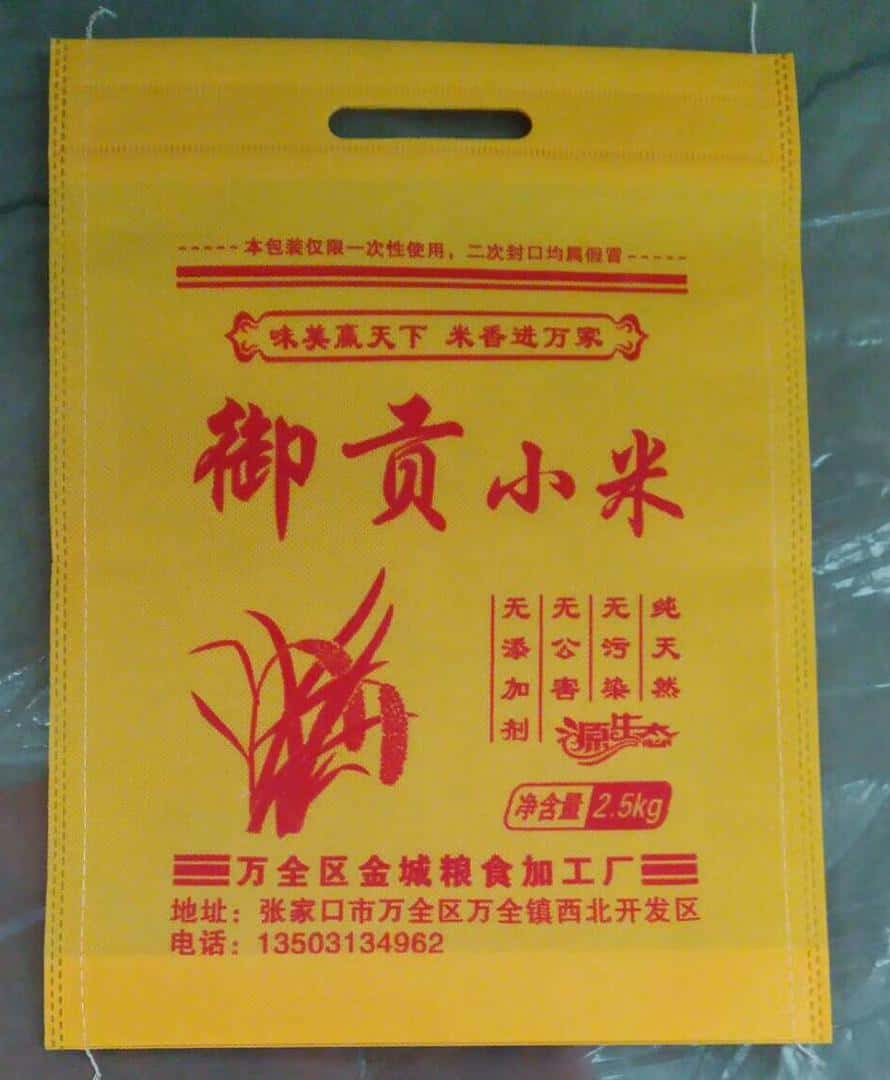 -----本包装仅限一次性使用，二次封口均属假冒-----
味美赢天下 米香进万家
御贡小米
纯天然
无污染
无公害
无添加剂
源生态
净含量 2.5kg
万全区金城粮食加工厂
地址：张家口市万全区万全镇西北开发区
电话：13503134962